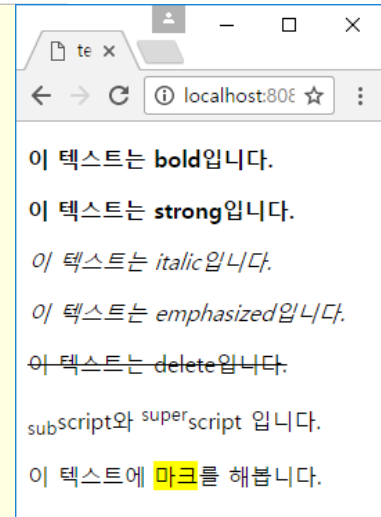 te
localhost:808
이 텍스트는 bold입니다.
이 텍스트는 strong입니다.
이 텍스트는 italic입니다.
이 텍스트는 emphasized입니다.
이 텍스트는 delete입니다.
subscript와 superscript 입니다.
이 텍스트에 마크를 해봅니다.